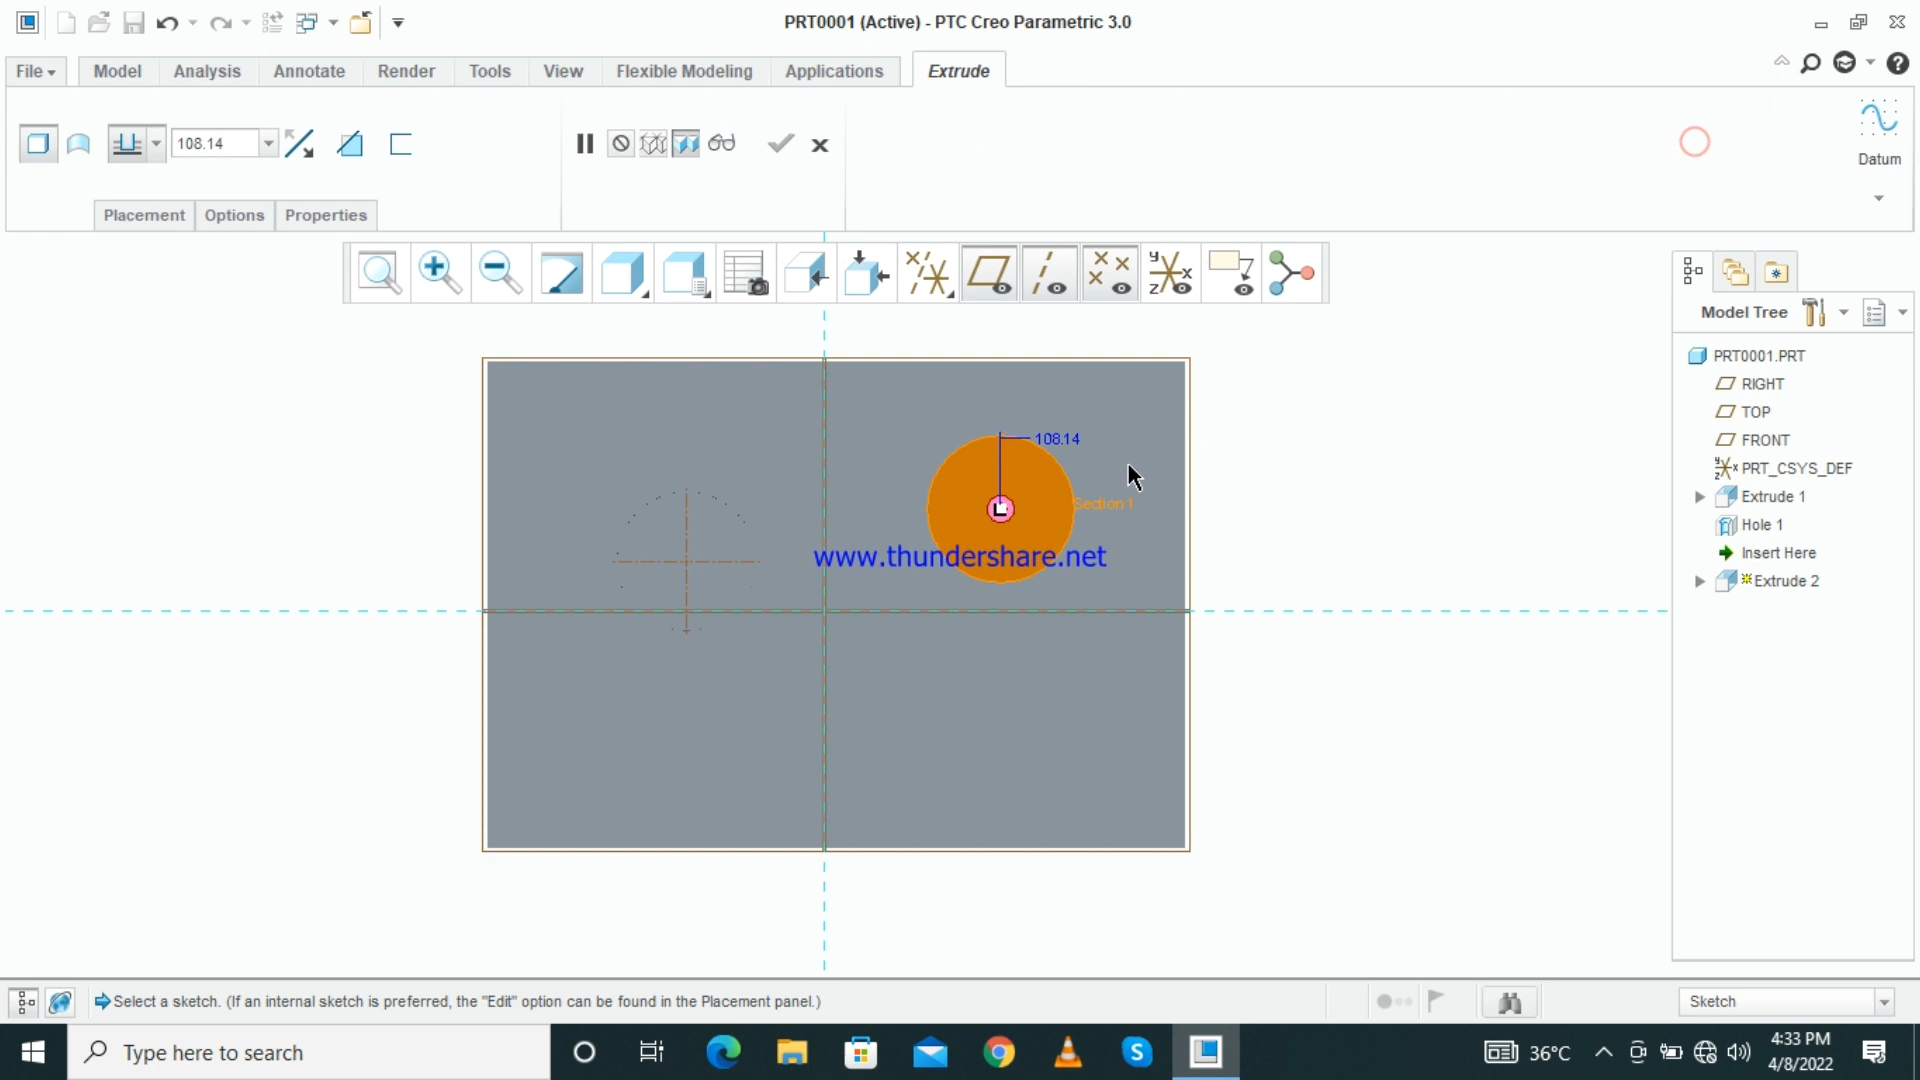 PRT0001 (Active) - PTC Creo Parametric 3.0
File Model Analysis Annotate Render Tools View Flexible Modeling Applications Extrude
108.14
Datum
Placement Options Properties
Model Tree
PRT0001.PRT
RIGHT
TOP
FRONT
PRT_CSYS_DEF
Extrude 1
Hole 1
Insert Here
Extrude 2
108.14
Section 1
www.thundershare.net
Select a sketch. (If an internal sketch is preferred, the "Edit" option can be found in the Placement panel.)
Sketch
Type here to search
36°C
4:33 PM
4/8/2022